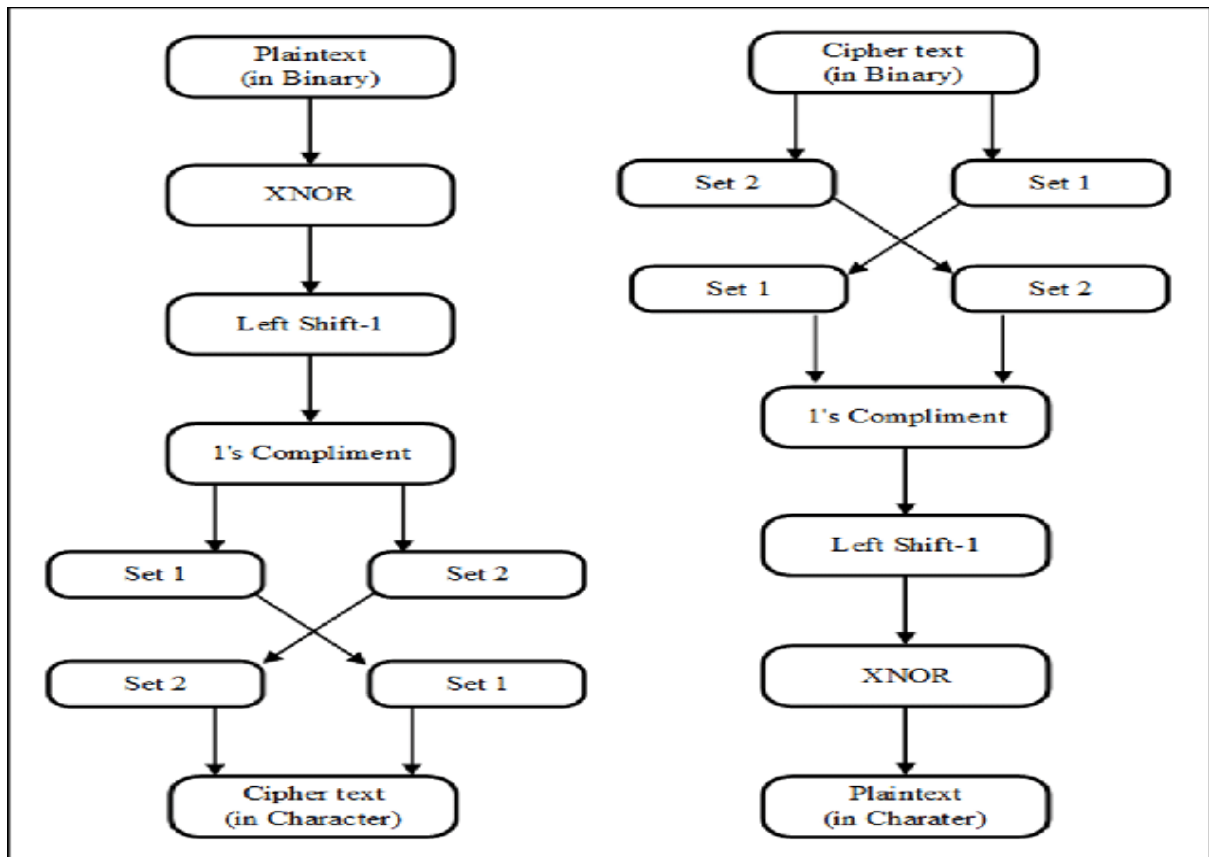 Plaintext
(in Binary)
XNOR
Left Shift-1
1's Compliment
Set 1
Set 2
Set 2
Set 1
Cipher text
(in Character)
Cipher text
(in Binary)
Set 2
Set 1
Set 1
Set 2
1's Compliment
Left Shift-1
XNOR
Plaintext
(in Charater)